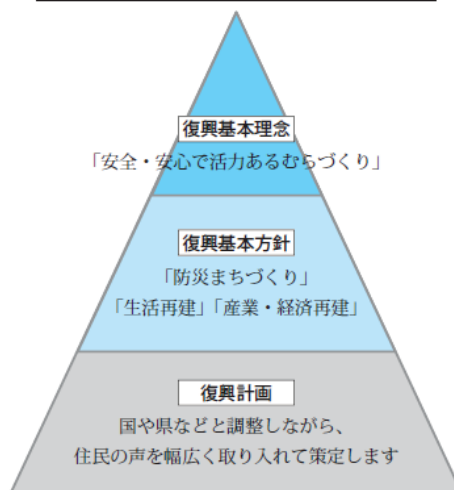 復興基本理念
「安全・安心で活力あるむらづくり」
復興基本方針
「防災まちづくり」
「生活再建」「産業・経済再建」
復興計画
国や県などと調整しながら、
住民の声を幅広く取り入れて策定します